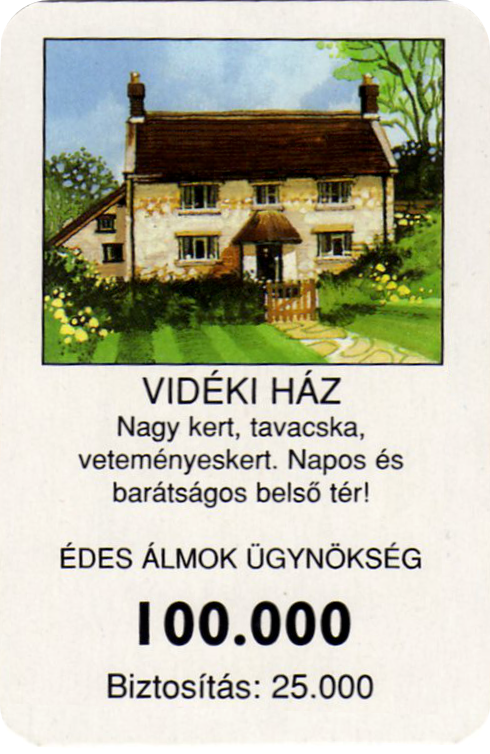 VIDÉKI HÁZ
Nagy kert, tavacska,
veteményeskert. Napos és
barátságos belső tér!
ÉDES ÁLMOK ÜGYNÖKSÉG
100.000
Biztosítás: 25.000